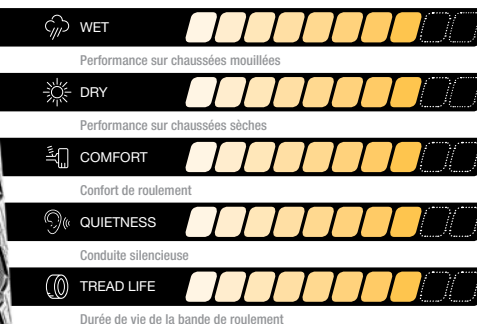 WET
Performance sur chaussées mouillées
DRY
Performance sur chaussées sèches
COMFORT
Confort de roulement
QUIETNESS
Conduite silencieuse
TREAD LIFE
Durée de vie de la bande de roulement